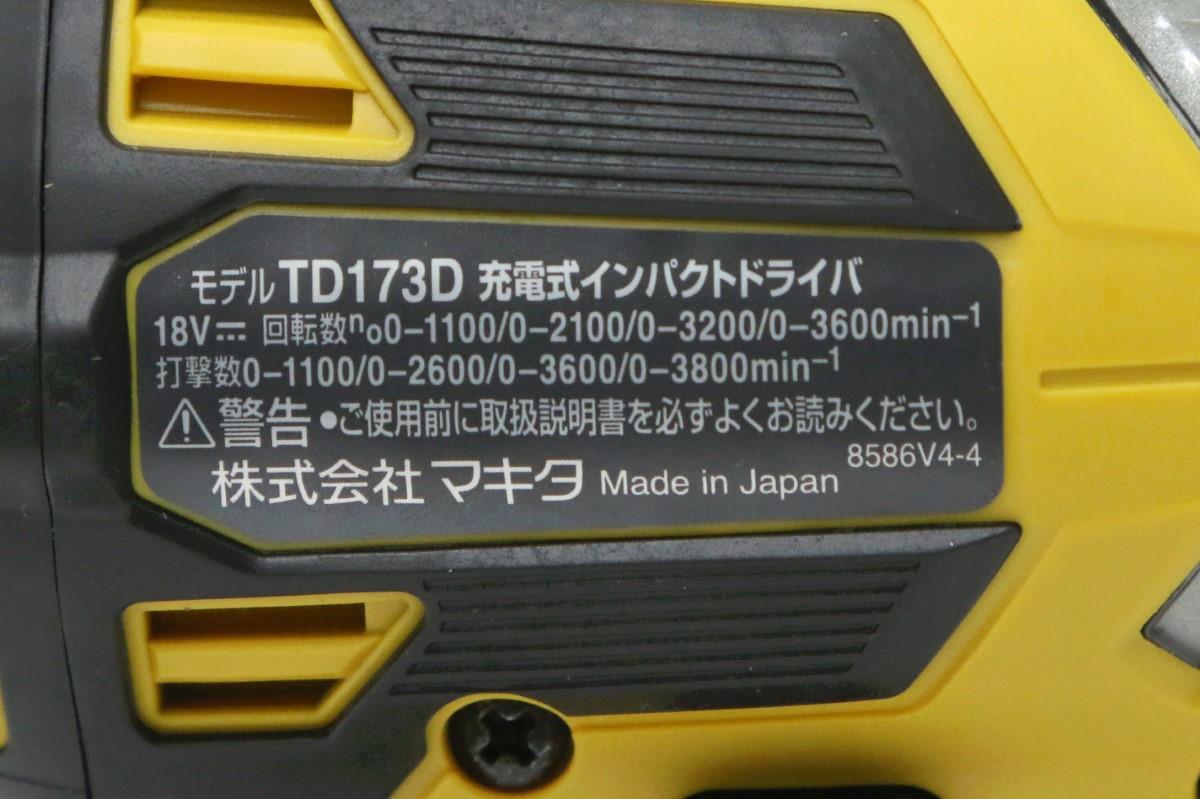 モデル TD173D 充電式インパクトドライバ
18V⎓ 回転数no0-1100/0-2100/0-3200/0-3600min-1
打撃数0-1100/0-2600/0-3600/0-3800min-1
⚠警告 •ご使用前に取扱説明書を必ずよくお読みください。
株式会社 マキタ Made in Japan 8586V4-4